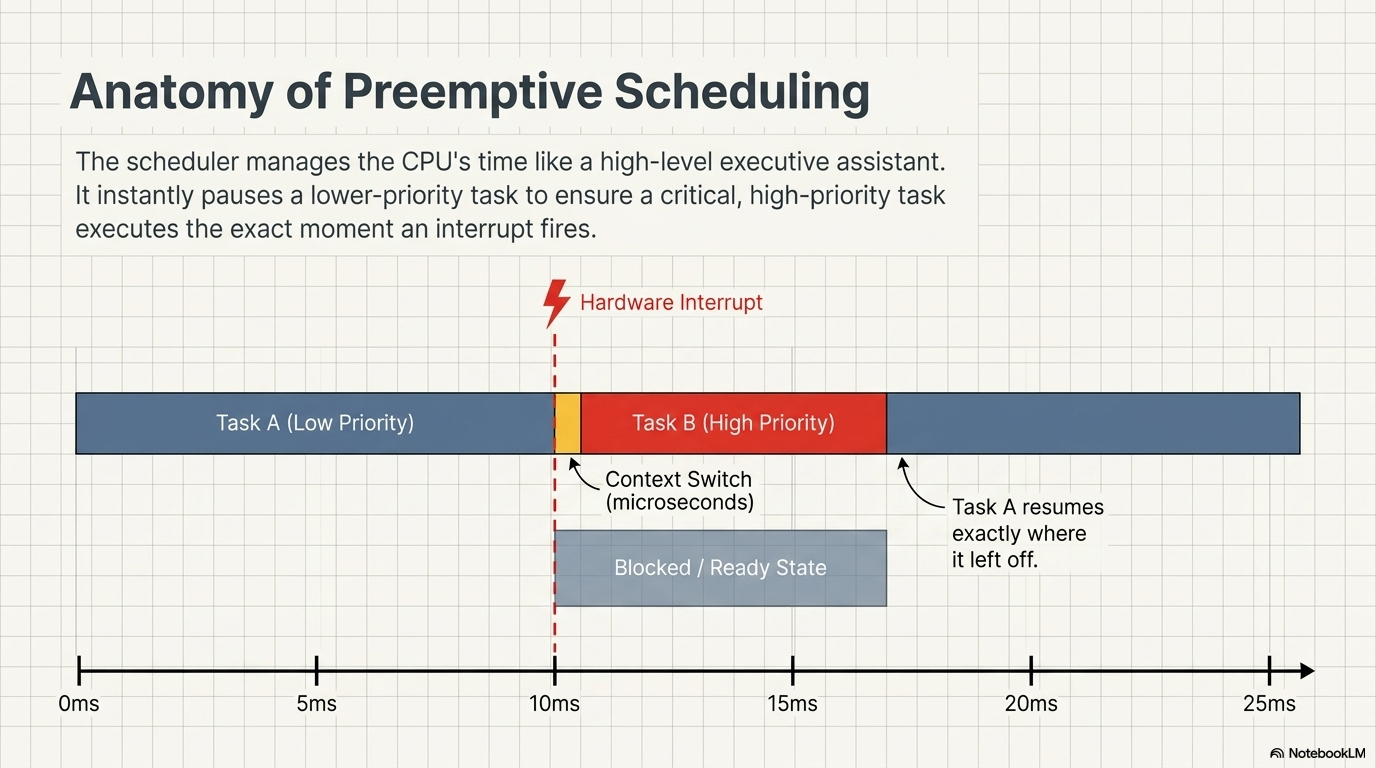 Anatomy of Preemptive Scheduling
The scheduler manages the CPU's time like a high-level executive assistant.
It instantly pauses a lower-priority task to ensure a critical, high-priority task
executes the exact moment an interrupt fires.
Hardware Interrupt
Task A (Low Priority)
Task B (High Priority)
Context Switch
(microseconds)
Task A resumes
exactly where
it left off.
Blocked / Ready State
0ms
5ms
10ms
15ms
20ms
25ms
NotebookLM